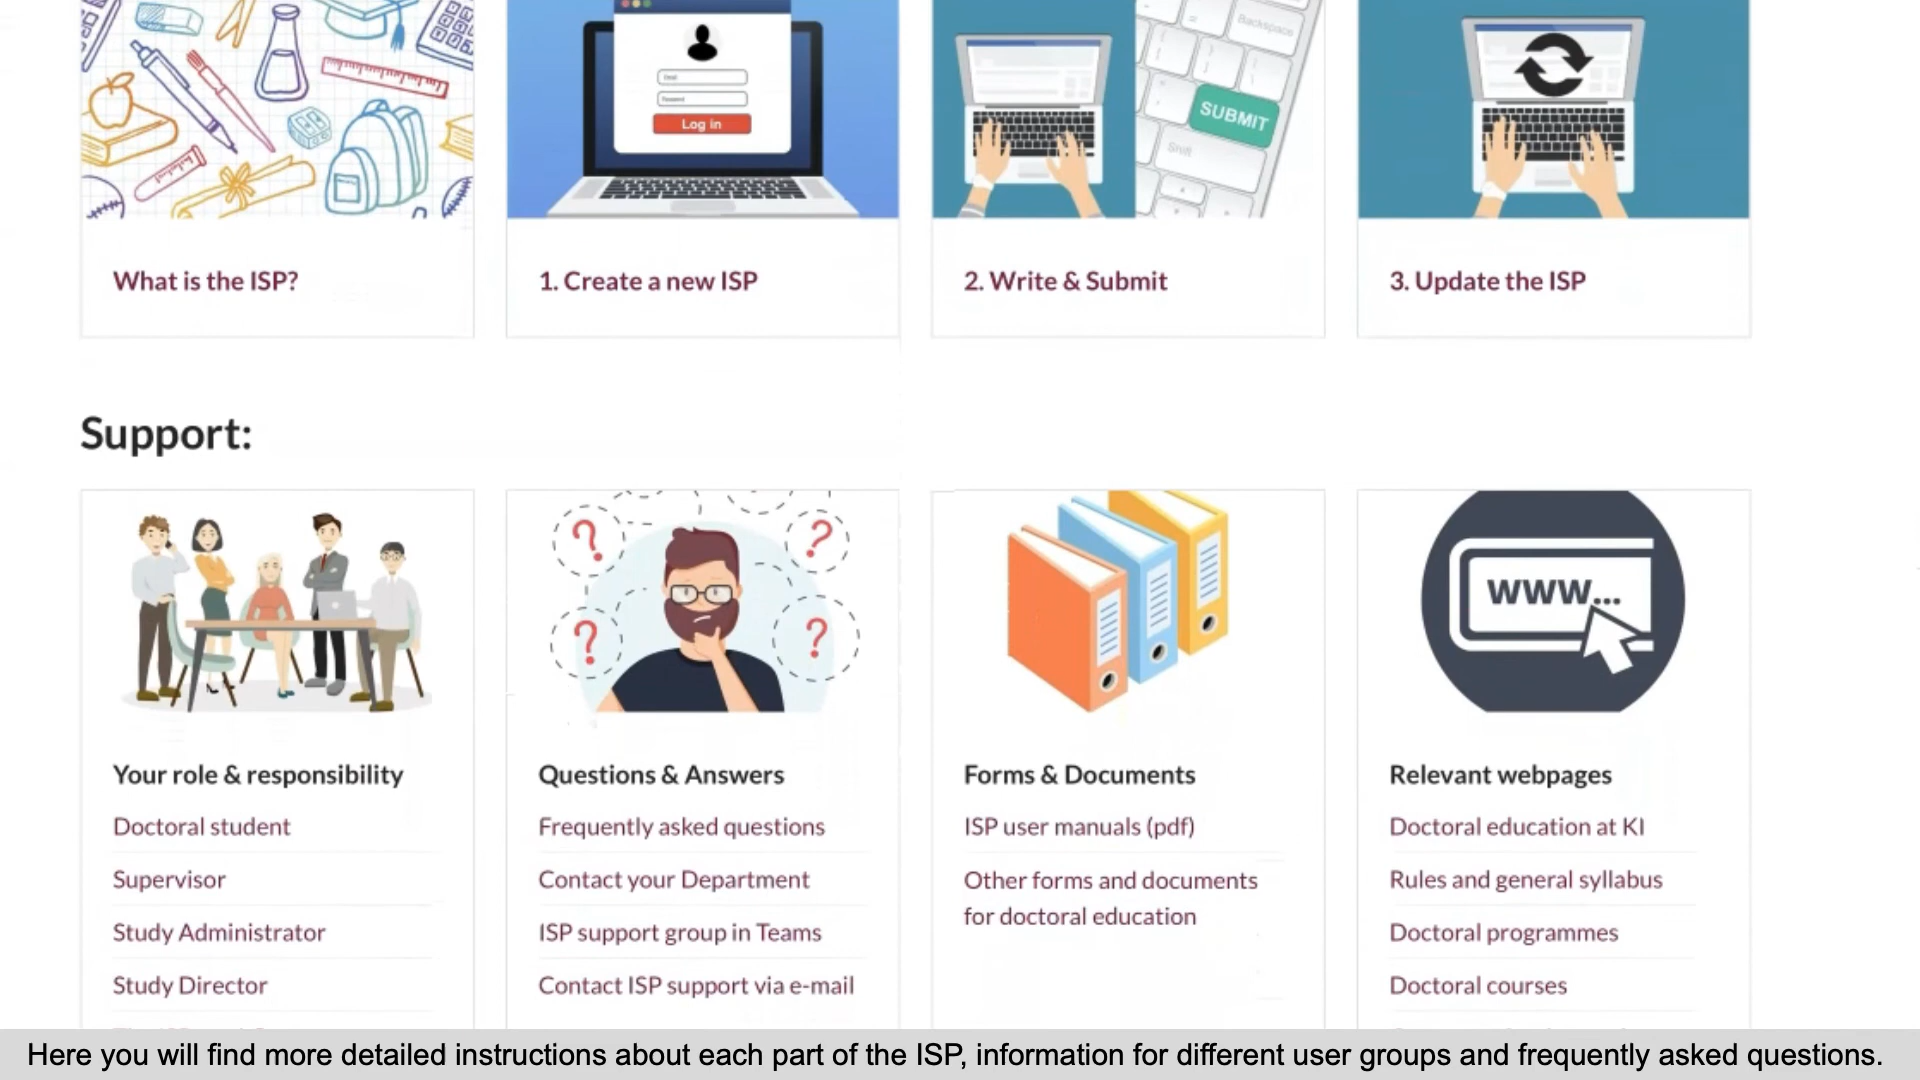 Backspace
SUBMIT
Shift
Email
Password
Log in
What is the ISP?
1. Create a new ISP
2. Write & Submit
3. Update the ISP
Support:
? ?
? ?
www...
Your role & responsibility
Doctoral student
Supervisor
Study Administrator
Study Director
Questions & Answers
Frequently asked questions
Contact your Department
ISP support group in Teams
Contact ISP support via e-mail
Forms & Documents
ISP user manuals (pdf)
Other forms and documents
for doctoral education
Relevant webpages
Doctoral education at KI
Rules and general syllabus
Doctoral programmes
Doctoral courses
Here you will find more detailed instructions about each part of the ISP, information for different user groups and frequently asked questions.